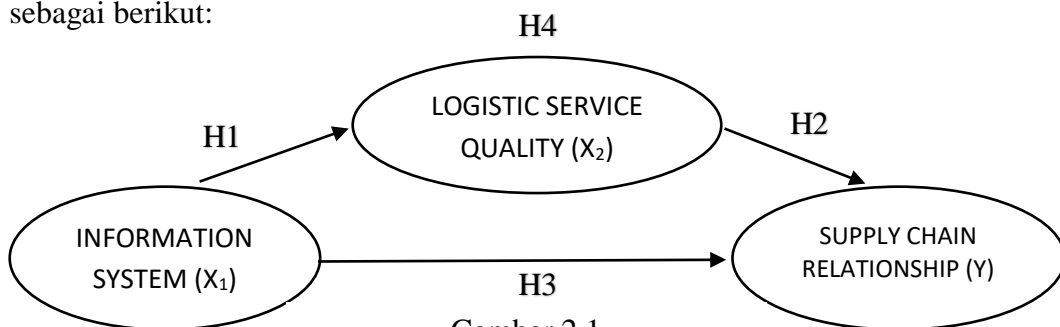 sebagai berikut:
H4
LOGISTIC SERVICE
QUALITY (X₂)
H1
H2
INFORMATION
SYSTEM (X₁)
SUPPLY CHAIN
RELATIONSHIP (Y)
H3
Gambar 2.1